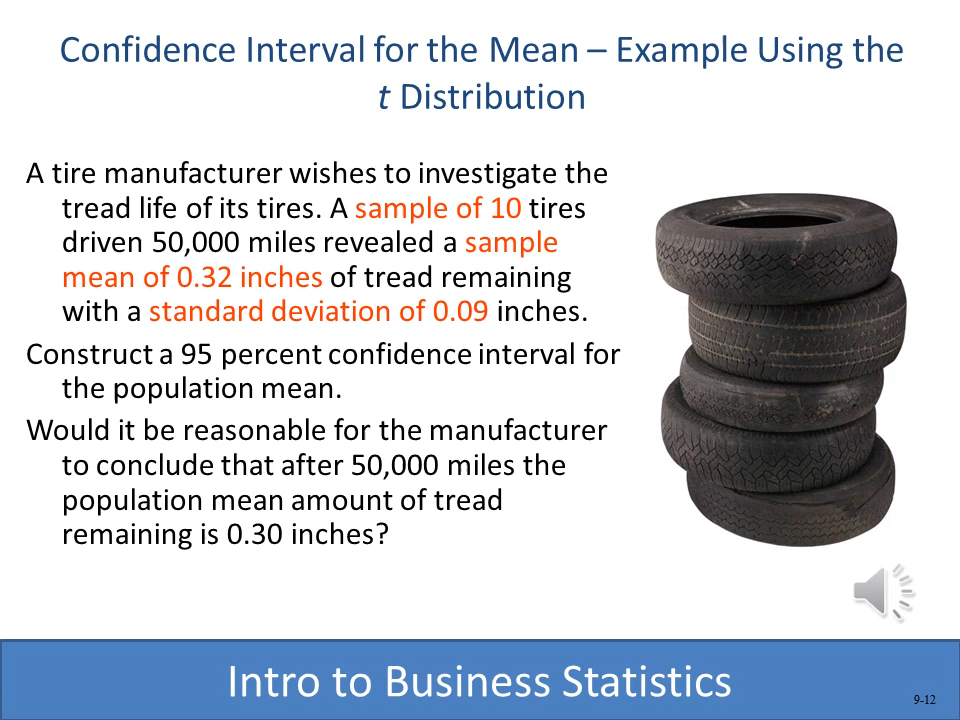 Confidence Interval for the Mean – Example Using the
t Distribution
A tire manufacturer wishes to investigate the
tread life of its tires. A sample of 10 tires
driven 50,000 miles revealed a sample
mean of 0.32 inches of tread remaining
with a standard deviation of 0.09 inches.
Construct a 95 percent confidence interval for
the population mean.
Would it be reasonable for the manufacturer
to conclude that after 50,000 miles the
population mean amount of tread
remaining is 0.30 inches?
Intro to Business Statistics
9-12